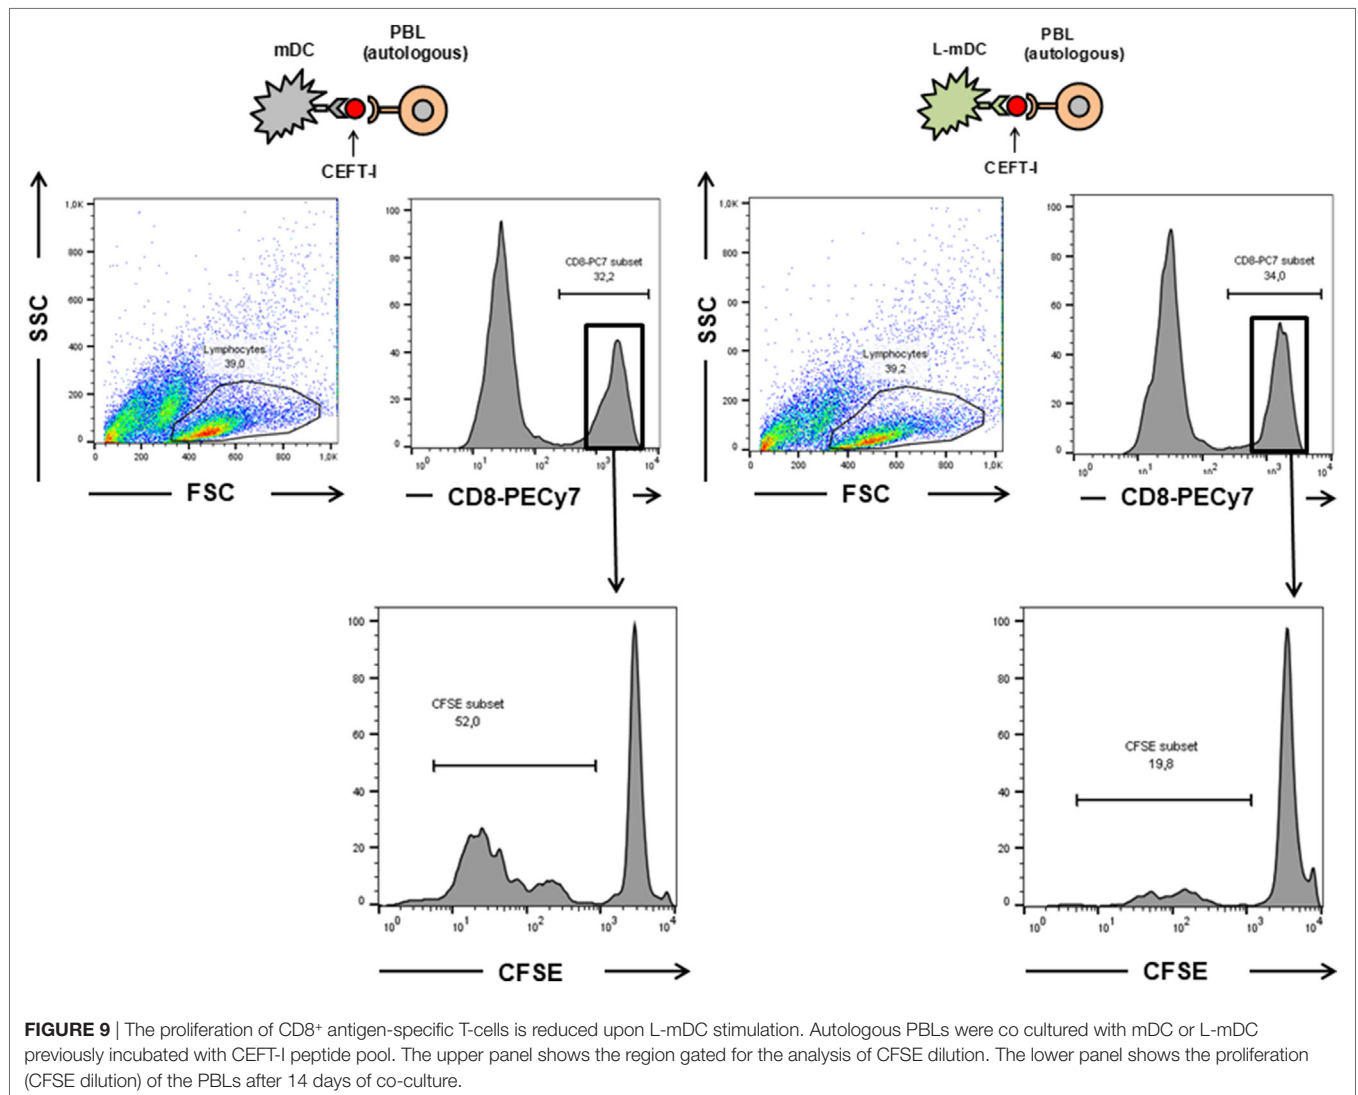 mDC
PBL
(autologous)
CEFT-I
L-mDC
PBL
(autologous)
CEFT-I
SSC
1,0K
800
600
400
200
0
Lymphocytes
39,0
0
200
400
600
800
1,0K
FSC
100
80
60
40
20
0
CD8-PC7 subset
32,2
10^0
10^1
10^2
10^3
10^4
CD8-PECy7
SSC
1,0K
800
00
00
200
0
Lymphocytes
39,2
0
200
400
600
800
1,0K
FSC
100
80
60
40
20
0
CD8-PC7 subset
34,0
10^0
10^1
10^2
10^3
10^4
CD8-PECy7
100
80
60
40
20
0
CFSE subset
52,0
10^0
10^1
10^2
10^3
10^4
CFSE
100
80
60
40
20
0
CFSE subset
19,8
10^0
10^1
10^2
10^3
10^4
CFSE
FIGURE 9 | The proliferation of CD8+ antigen-specific T-cells is reduced upon L-mDC stimulation. Autologous PBLs were co cultured with mDC or L-mDC
previously incubated with CEFT-I peptide pool. The upper panel shows the region gated for the analysis of CFSE dilution. The lower panel shows the proliferation
(CFSE dilution) of the PBLs after 14 days of co-culture.